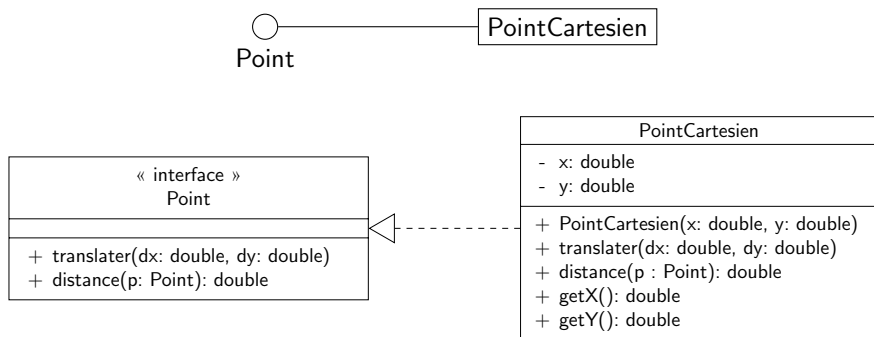 Point
PointCartesien
« interface »
Point
+ translater(dx: double, dy: double)
+ distance(p: Point): double
PointCartesien
- x: double
- y: double
+ PointCartesien(x: double, y: double)
+ translater(dx: double, dy: double)
+ distance(p : Point): double
+ getX(): double
+ getY(): double